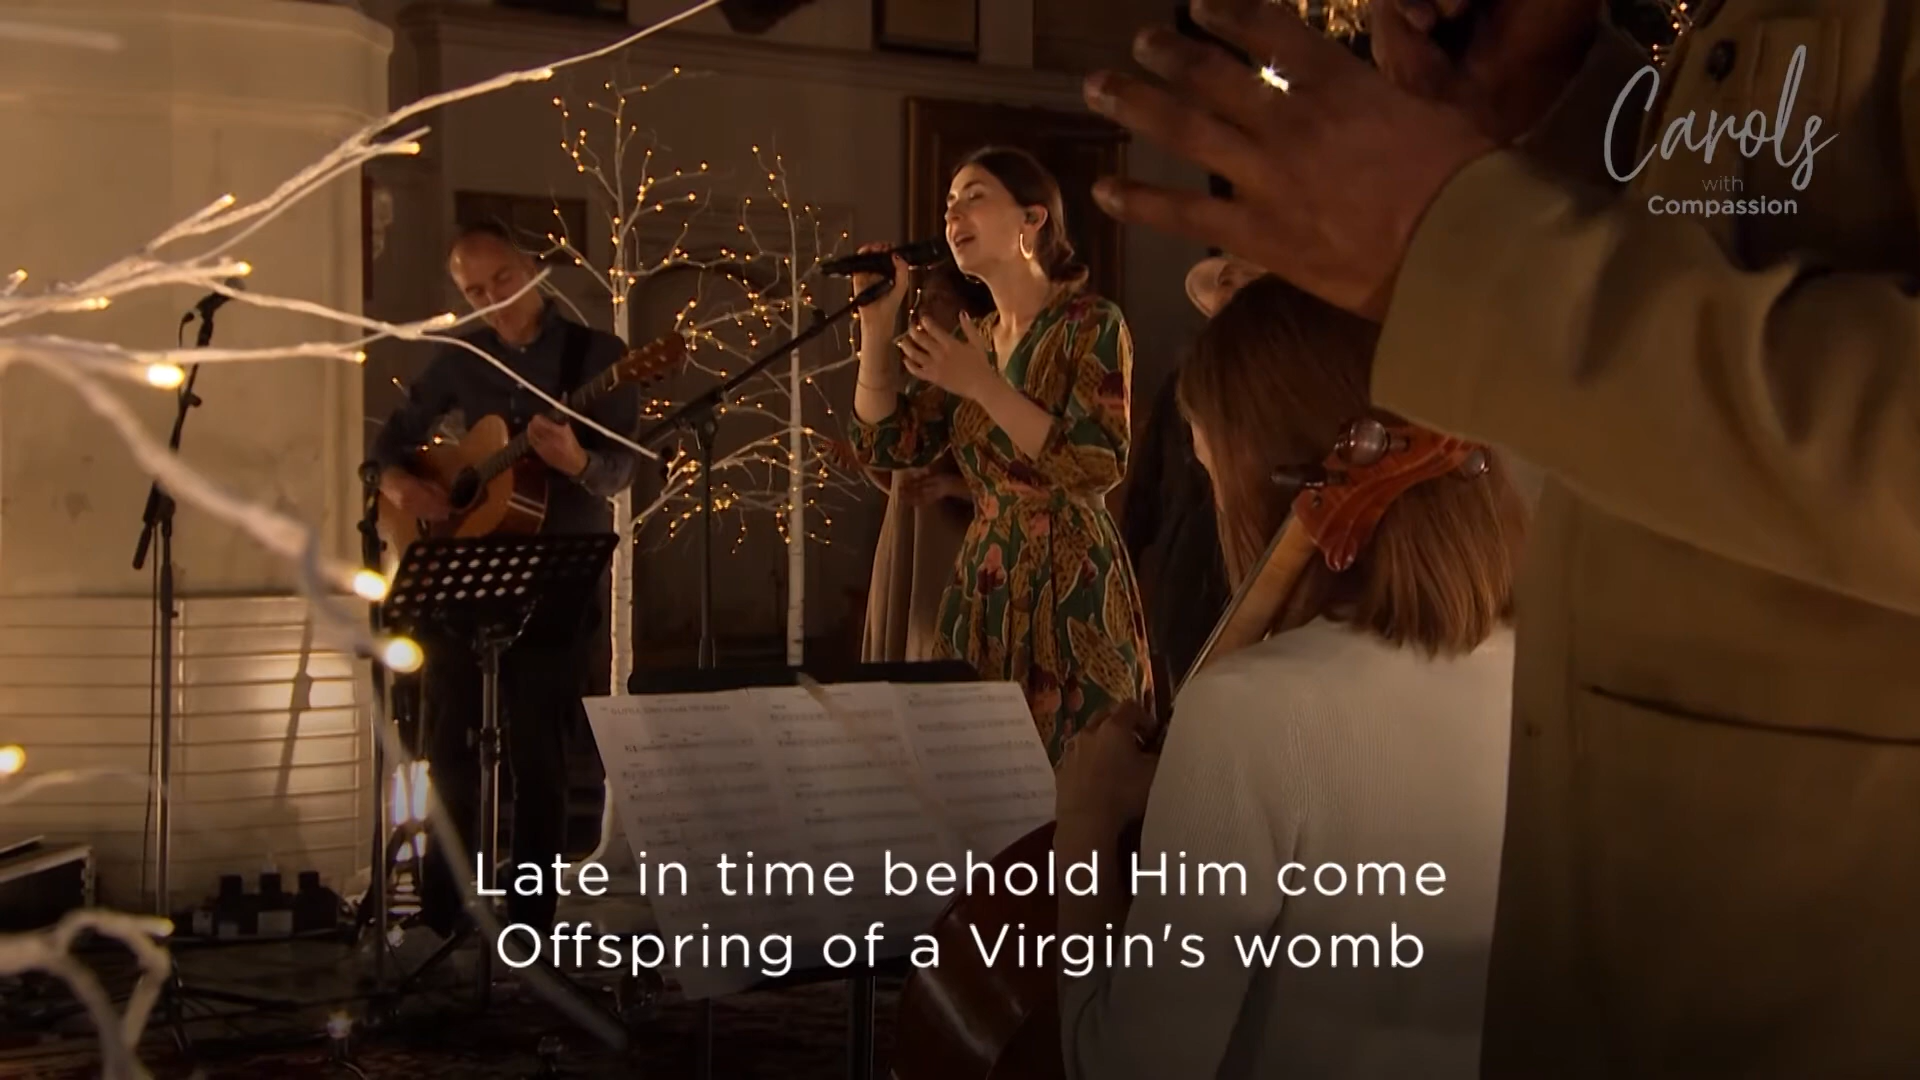 Carols
with
Compassion
Late in time behold Him come
Offspring of a Virgin's womb